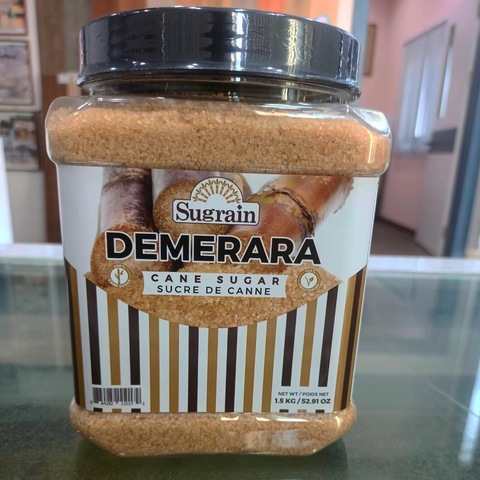 Sugrain
DEMERARA
CANE SUGAR
SUCRE DE CANNE
NET WT / POIDS NET
1.5 KG / 52.91 OZ